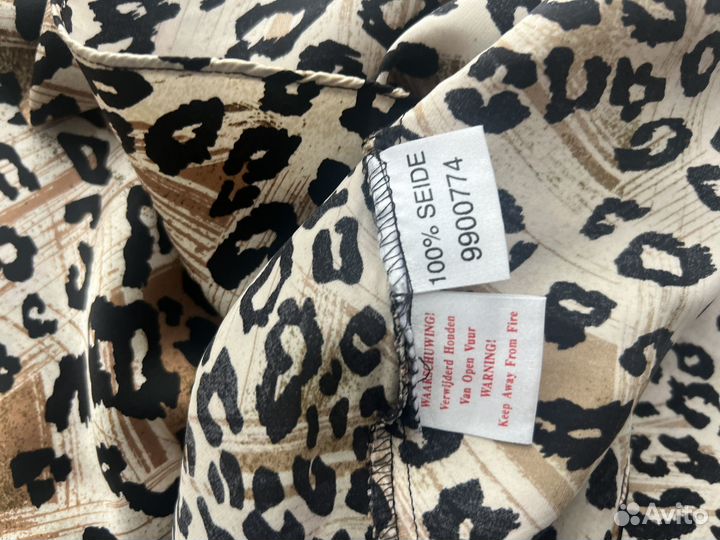 100% SEIDE
9900774
WAARSCHUWING!
Verwijderd Houden
Van Open Vuur
WARNING!
Keep Away From Fire
Avito